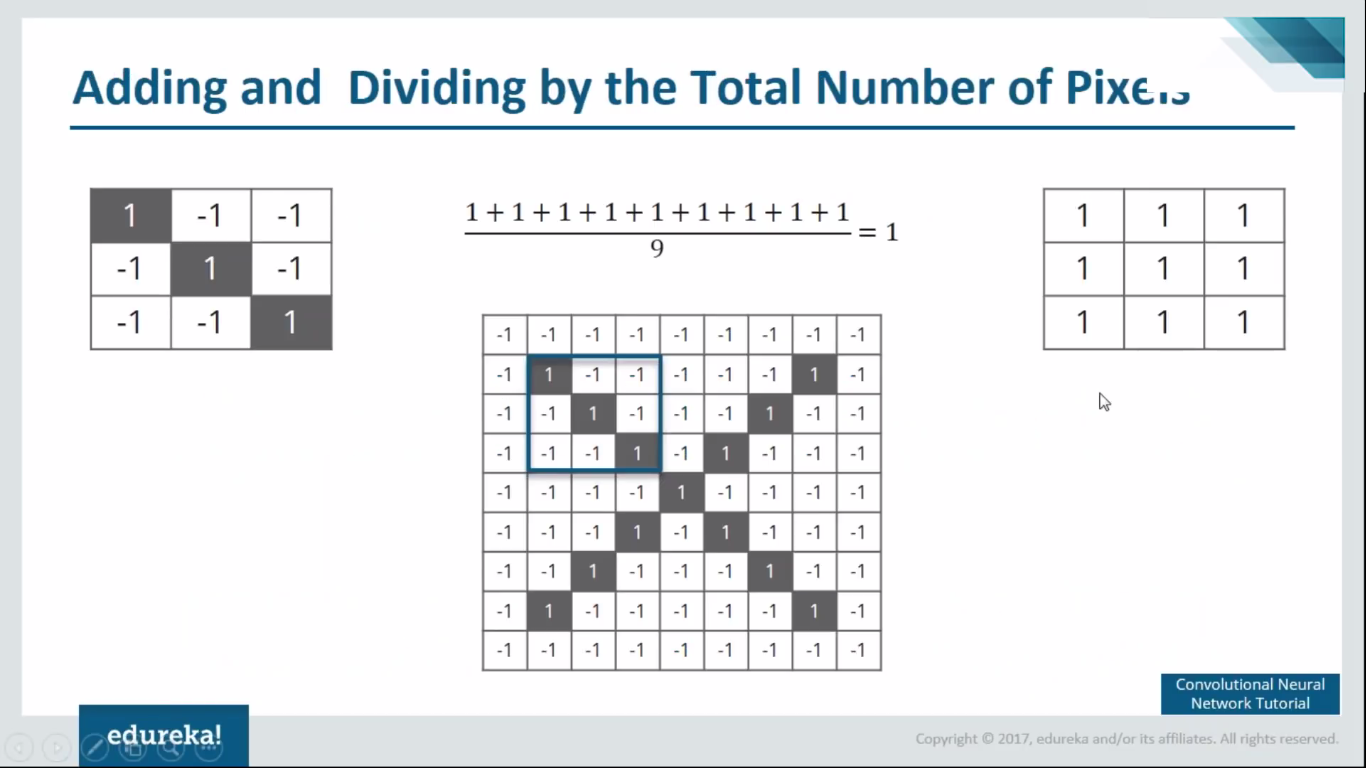 Adding and Dividing by the Total Number of Pixels
1 -1 -1
-1 1 -1
-1 -1 1
1 + 1 + 1 + 1 + 1 + 1 + 1 + 1 + 1
9
= 1
1 1 1
1 1 1
1 1 1
-1 -1 -1 -1 -1 -1 -1 -1 -1
-1 1 -1 -1 -1 -1 -1 1 -1
-1 -1 1 -1 -1 -1 1 -1 -1
-1 -1 -1 1 -1 1 -1 -1 -1
-1 -1 -1 -1 1 -1 -1 -1 -1
-1 -1 -1 1 -1 1 -1 -1 -1
-1 -1 1 -1 -1 -1 1 -1 -1
-1 1 -1 -1 -1 -1 -1 1 -1
-1 -1 -1 -1 -1 -1 -1 -1 -1
Convolutional Neural
Network Tutorial
edureka!
Copyright © 2017, edureka and/or its affiliates. All rights reserved.